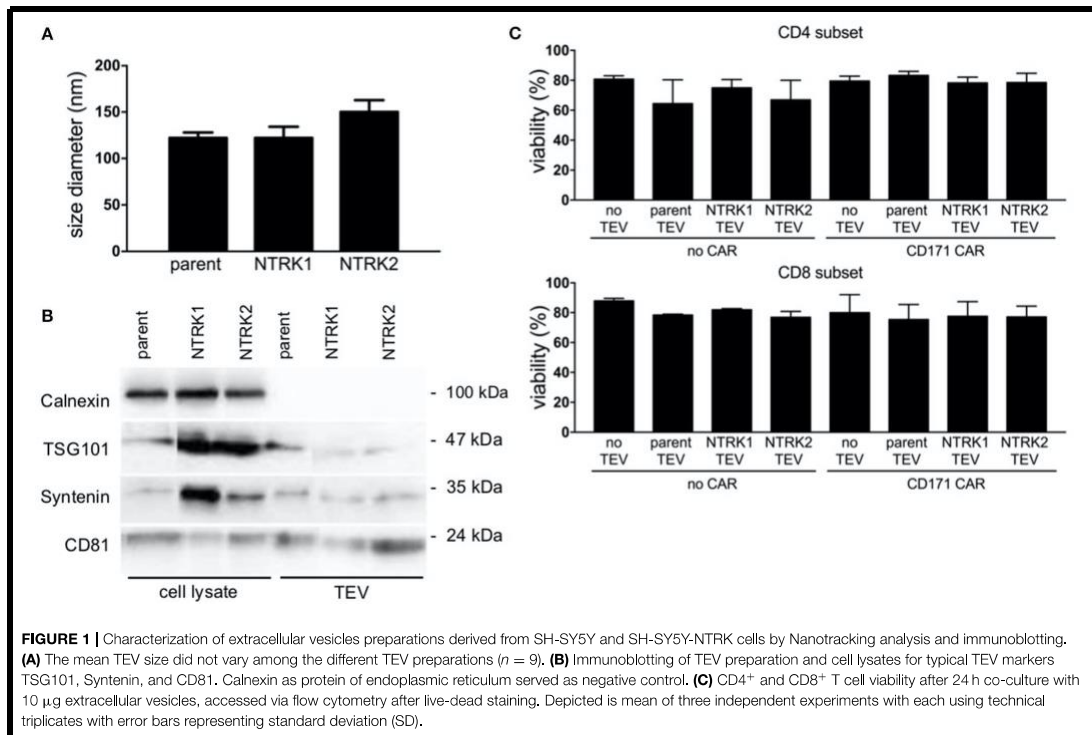 A
size diameter (nm)
200
150
100
50
0
parent NTRK1 NTRK2
B
parent NTRK1 NTRK2 parent NTRK1 NTRK2
Calnexin - 100 kDa
TSG101 - 47 kDa
Syntenin - 35 kDa
CD81 - 24 kDa
cell lysate TEV
C
CD4 subset
viability (%)
100
80
60
40
20
0
no parent NTRK1 NTRK2 no parent NTRK1 NTRK2
TEV TEV TEV TEV TEV TEV TEV TEV
no CAR CD171 CAR
CD8 subset
viability (%)
100
80
60
40
20
0
no parent NTRK1 NTRK2 no parent NTRK1 NTRK2
TEV TEV TEV TEV TEV TEV TEV TEV
no CAR CD171 CAR
FIGURE 1 | Characterization of extracellular vesicles preparations derived from SH-SY5Y and SH-SY5Y-NTRK cells by Nanotracking analysis and immunoblotting.
(A) The mean TEV size did not vary among the different TEV preparations (n = 9). (B) Immunoblotting of TEV preparation and cell lysates for typical TEV markers
TSG101, Syntenin, and CD81. Calnexin as protein of endoplasmic reticulum served as negative control. (C) CD4⁺ and CD8⁺ T cell viability after 24 h co-culture with
10 μg extracellular vesicles, accessed via flow cytometry after live-dead staining. Depicted is mean of three independent experiments with each using technical
triplicates with error bars representing standard deviation (SD).